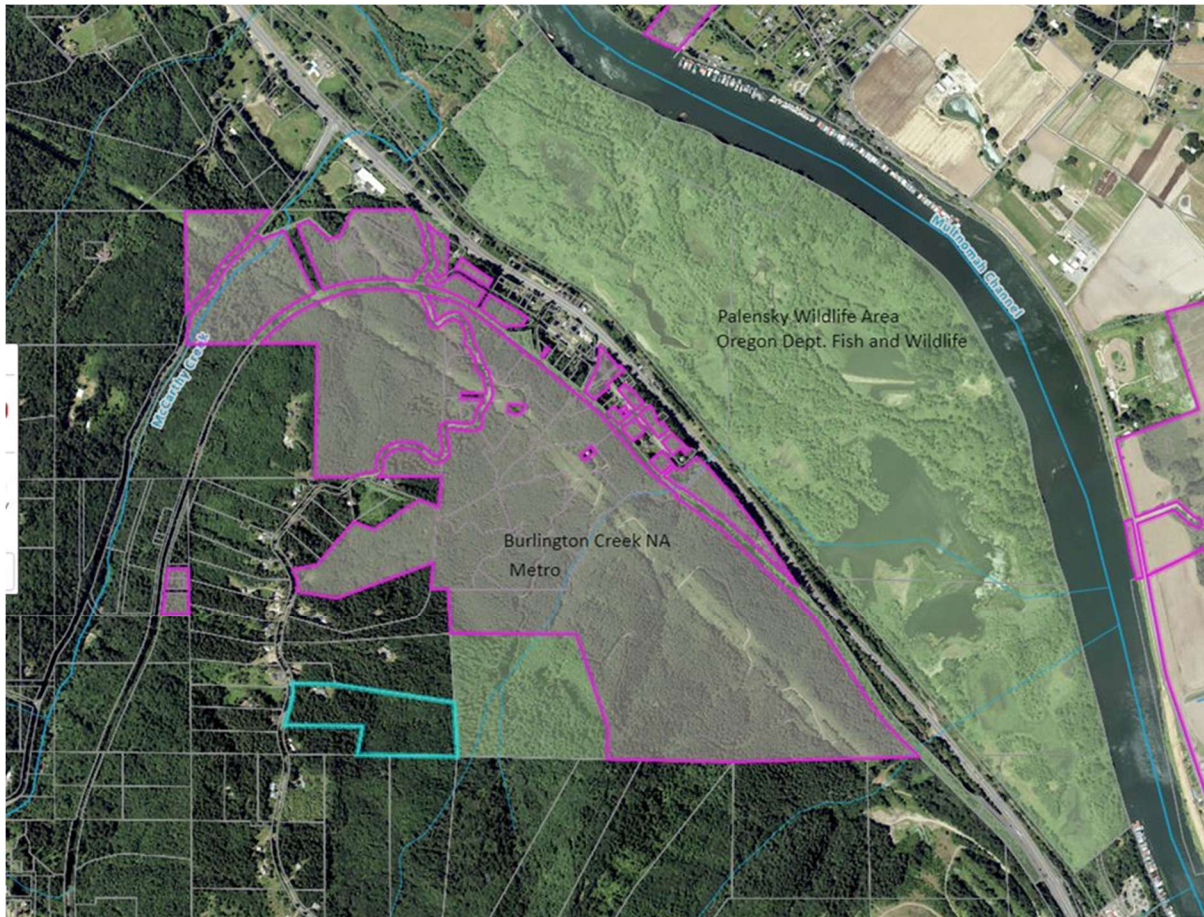 Multnomah Channel
Palensky Wildlife Area
Oregon Dept. Fish and Wildlife
McCarthy Creek
Burlington Creek NA
Metro